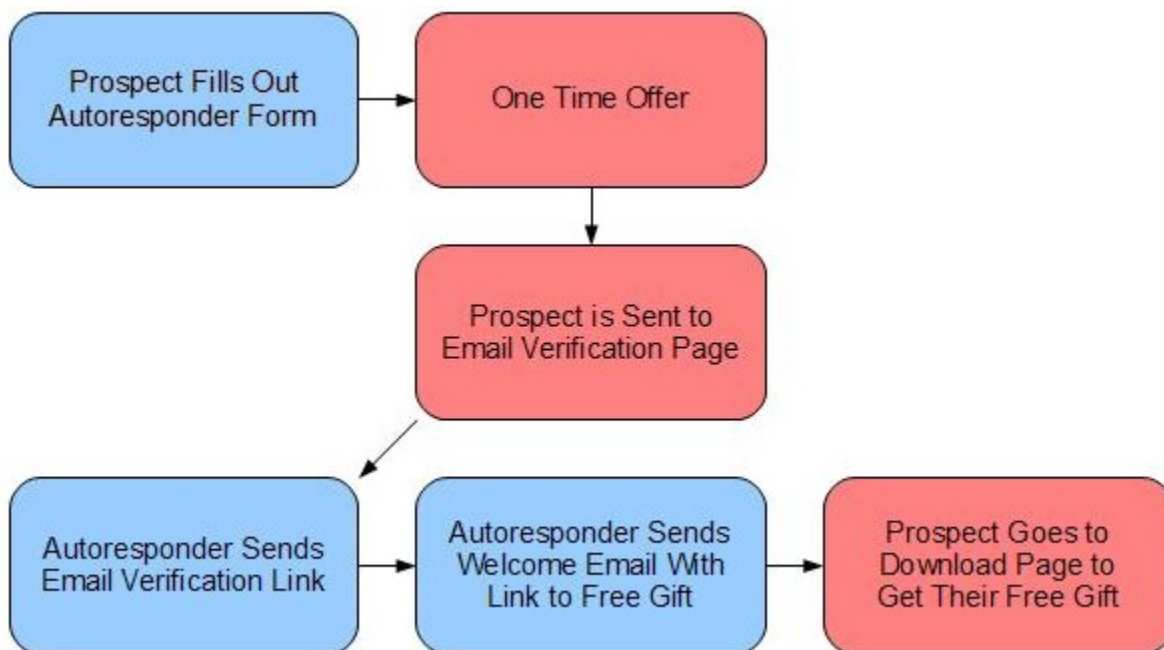 Prospect Fills Out
Autoresponder Form
One Time Offer
Prospect is Sent to
Email Verification Page
Autoresponder Sends
Email Verification Link
Autoresponder Sends
Welcome Email With
Link to Free Gift
Prospect Goes to
Download Page to
Get Their Free Gift